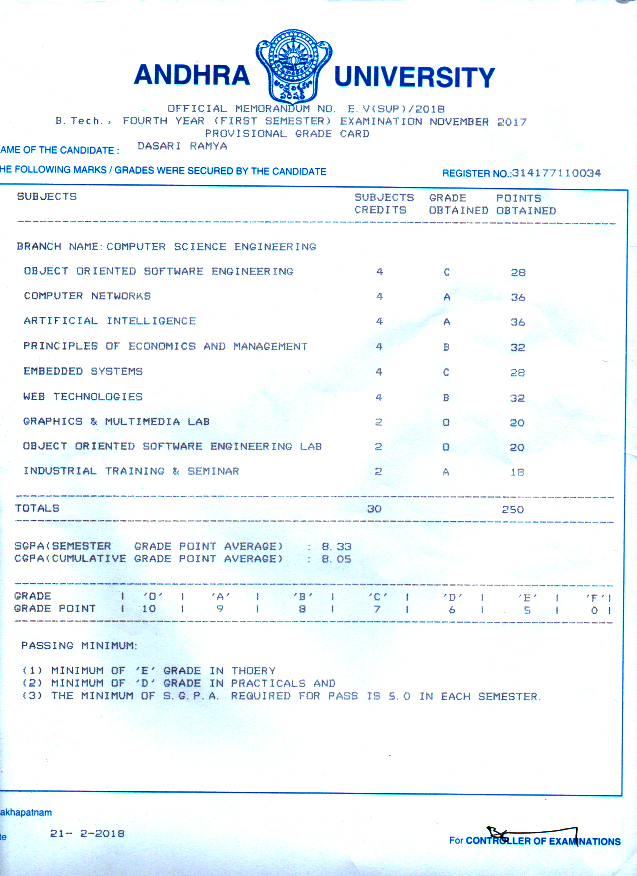 ANDHRA UNIVERSITY
OFFICIAL MEMORANDUM NO. E.V(SUP)/2018
B.Tech., FOURTH YEAR (FIRST SEMESTER) EXAMINATION NOVEMBER 2017
PROVISIONAL GRADE CARD
AME OF THE CANDIDATE : DASARI RAMYA
HE FOLLOWING MARKS / GRADES WERE SECURED BY THE CANDIDATE REGISTER NO.:314177110034
SUBJECTS SUBJECTS GRADE POINTS
CREDITS OBTAINED OBTAINED
BRANCH NAME:COMPUTER SCIENCE ENGINEERING
OBJECT ORIENTED SOFTWARE ENGINEERING 4 C 28
COMPUTER NETWORKS 4 A 36
ARTIFICIAL INTELLIGENCE 4 A 36
PRINCIPLES OF ECONOMICS AND MANAGEMENT 4 B 32
EMBEDDED SYSTEMS 4 C 28
WEB TECHNOLOGIES 4 B 32
GRAPHICS & MULTIMEDIA LAB 2 O 20
OBJECT ORIENTED SOFTWARE ENGINEERING LAB 2 O 20
INDUSTRIAL TRAINING & SEMINAR 2 A 18
TOTALS 30 250
SGPA(SEMESTER GRADE POINT AVERAGE) : 8.33
CGPA(CUMULATIVE GRADE POINT AVERAGE) : 8.05
GRADE | 'O' | 'A' | 'B' | 'C' | 'D' | 'E' | 'F'|
GRADE POINT | 10 | 9 | 8 | 7 | 6 | 5 | 0 |
PASSING MINIMUM:
(1) MINIMUM OF 'E' GRADE IN THOERY
(2) MINIMUM OF 'D' GRADE IN PRACTICALS AND
(3) THE MINIMUM OF S.G.P.A. REQUIRED FOR PASS IS 5.0 IN EACH SEMESTER.
akhapatnam
te 21- 2-2018
For CONTROLLER OF EXAMINATIONS